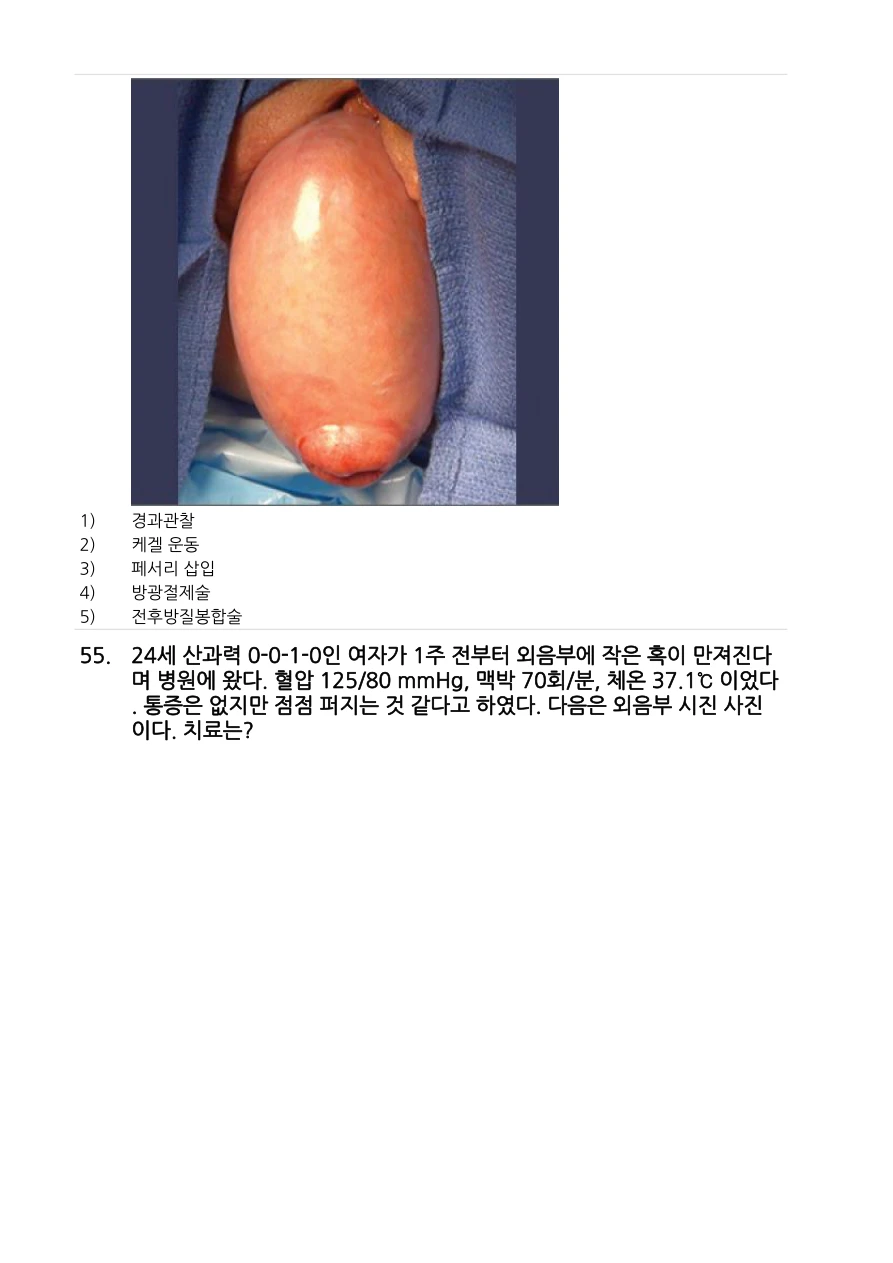 1) 경과관찰
2) 케겔 운동
3) 페서리 삽입
4) 방광절제술
5) 전후방질봉합술
55. 24세 산과력 0-0-1-0인 여자가 1주 전부터 외음부에 작은 혹이 만져진다
며 병원에 왔다. 혈압 125/80 mmHg, 맥박 70회/분, 체온 37.1℃ 이었다
. 통증은 없지만 점점 퍼지는 것 같다고 하였다. 다음은 외음부 시진 사진
이다. 치료는?